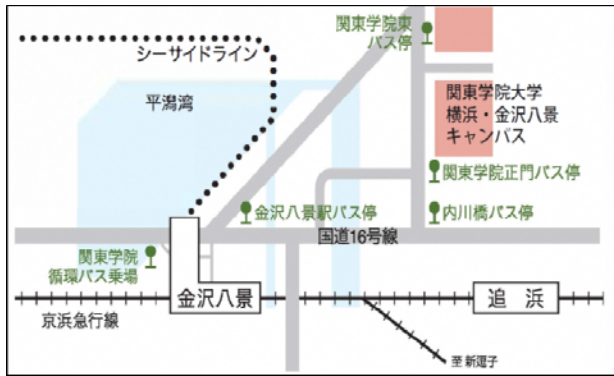 関東学院東
バス停
シーサイドライン
平潟湾
関東学院大学
横浜・金沢八景
キャンパス
関東学院正門バス停
金沢八景駅バス停
内川橋バス停
国道16号線
関東学院
循環バス乗場
金沢八景
追 浜
京浜急行線
至 新逗子